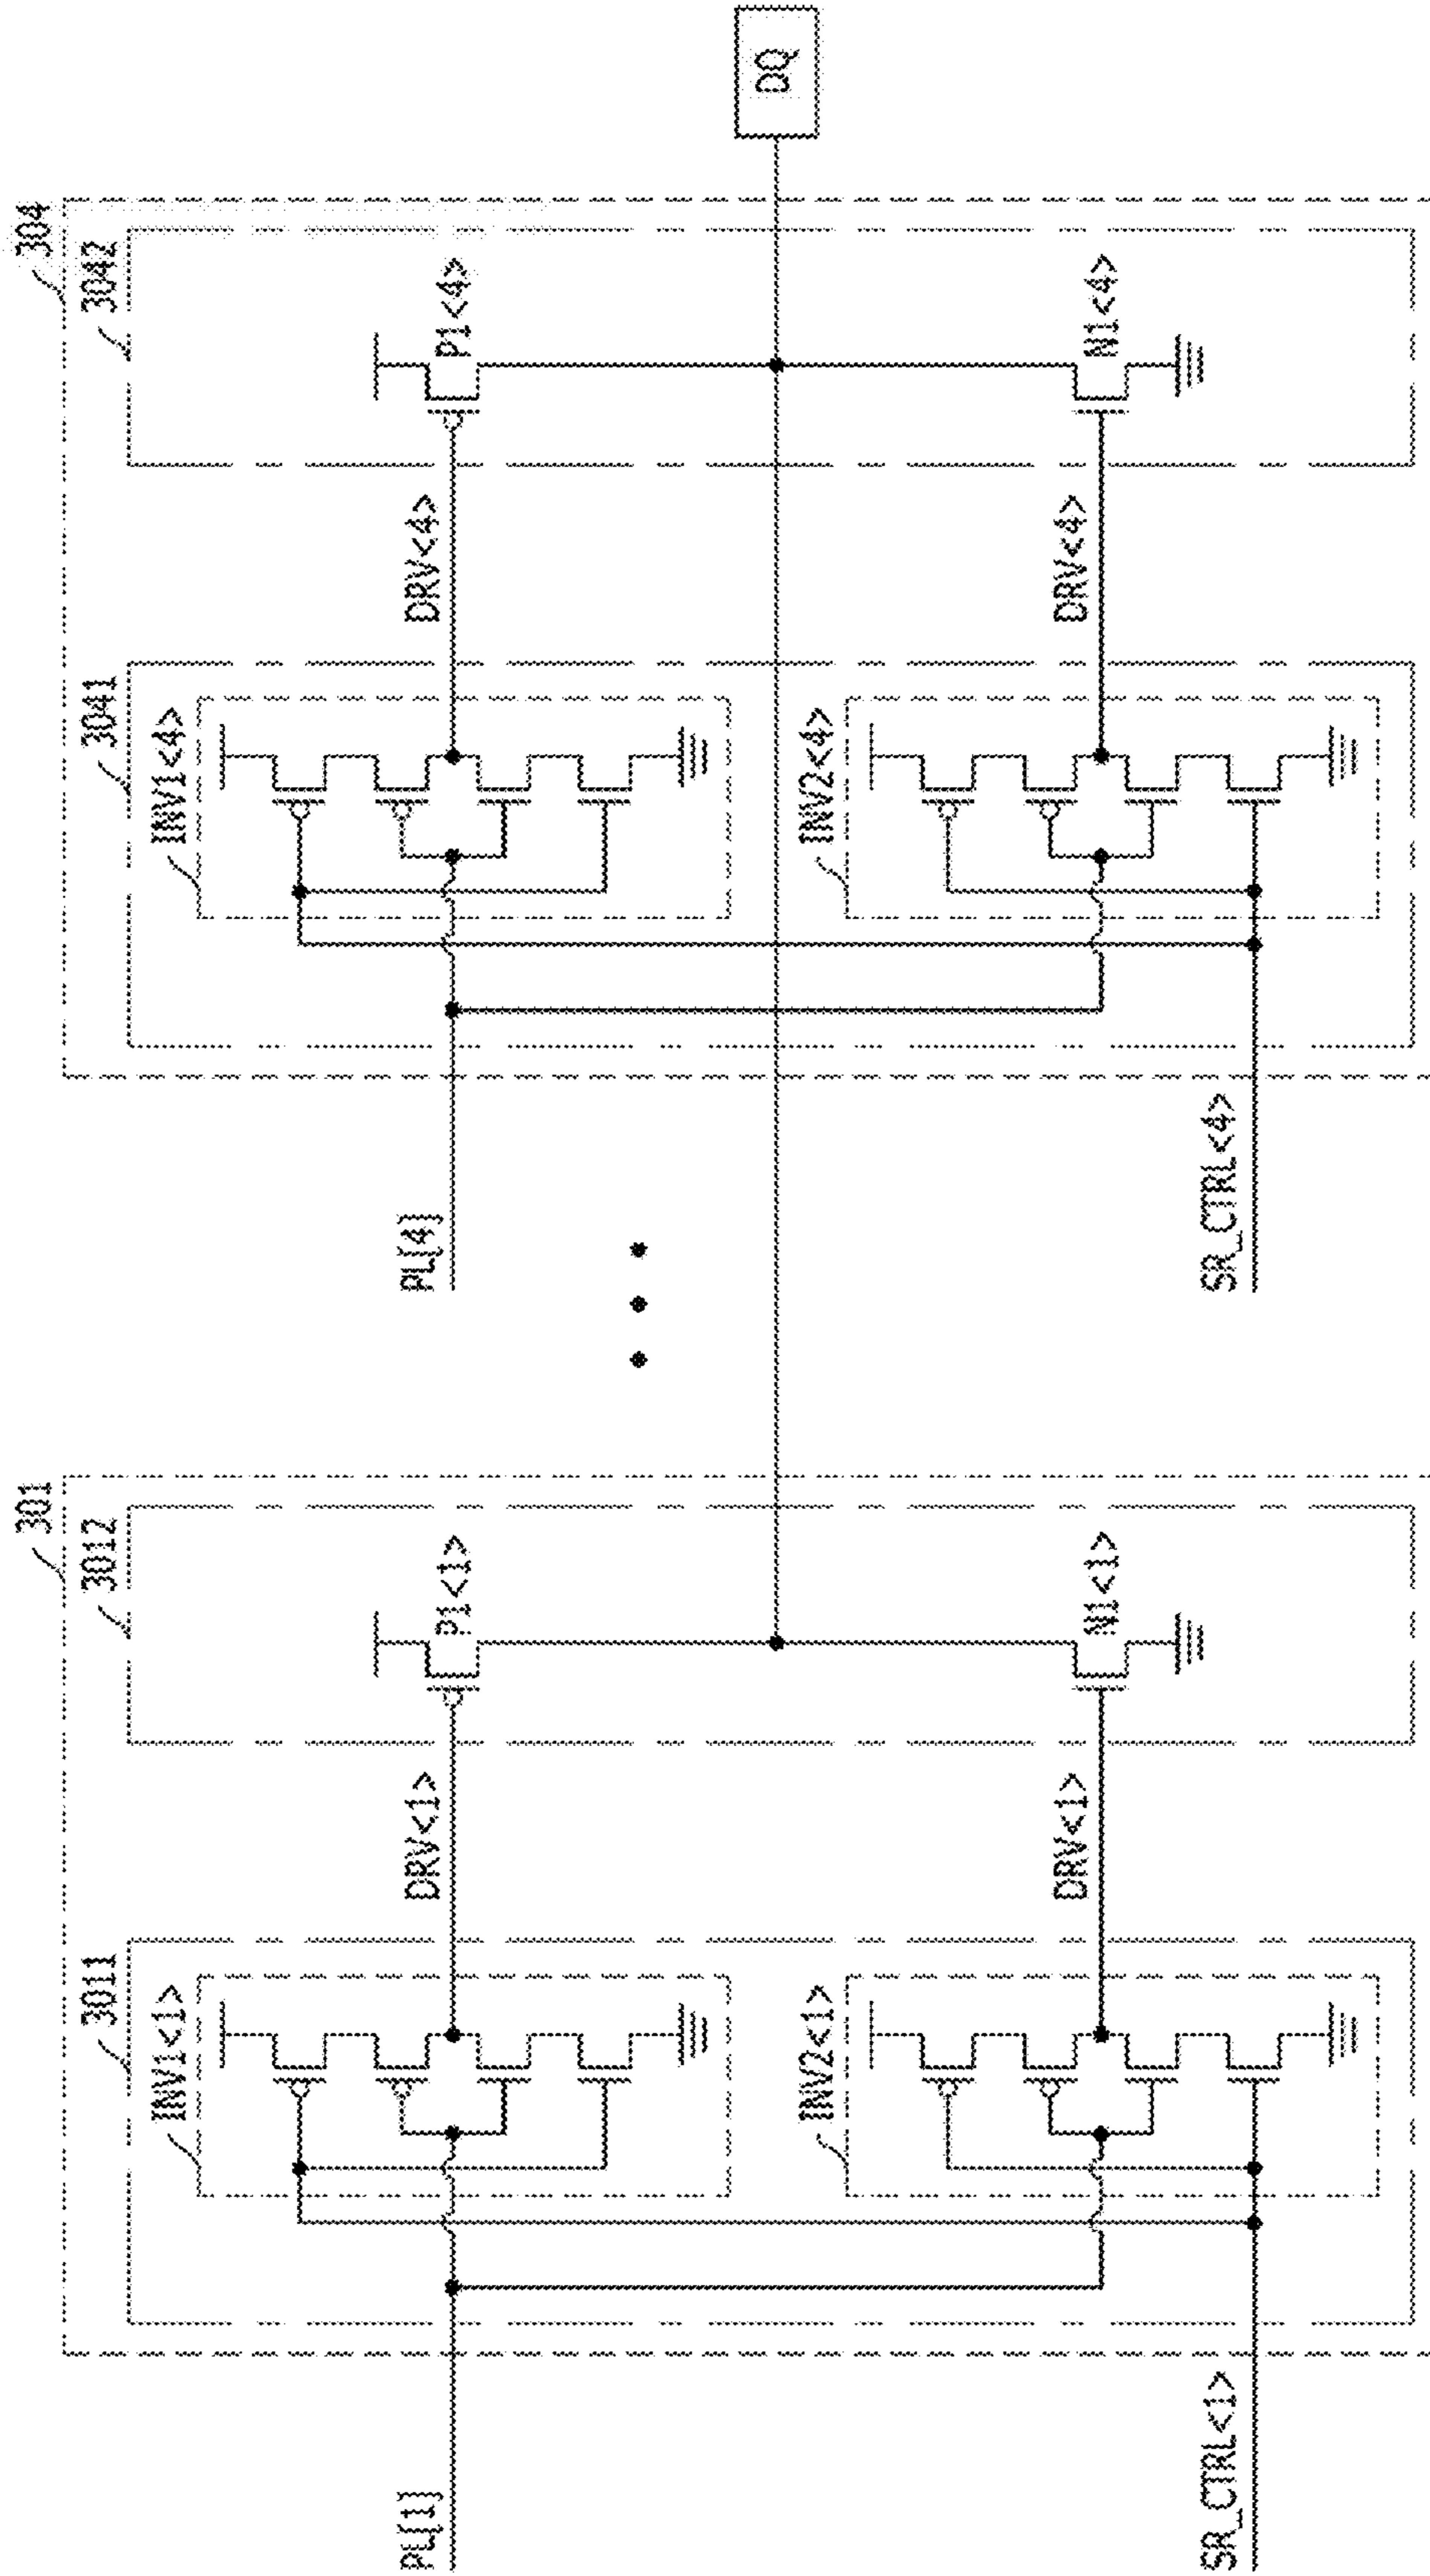 301
3011
3012
INV1<1>
DRV<1>
P1<1>
PL[1]
INV2<1>
DRV<1>
N1<1>
SR_CTRL<1>
304
3041
3042
INV1<4>
DRV<4>
P1<4>
PL[4]
INV2<4>
DRV<4>
N1<4>
SR_CTRL<4>
DQ